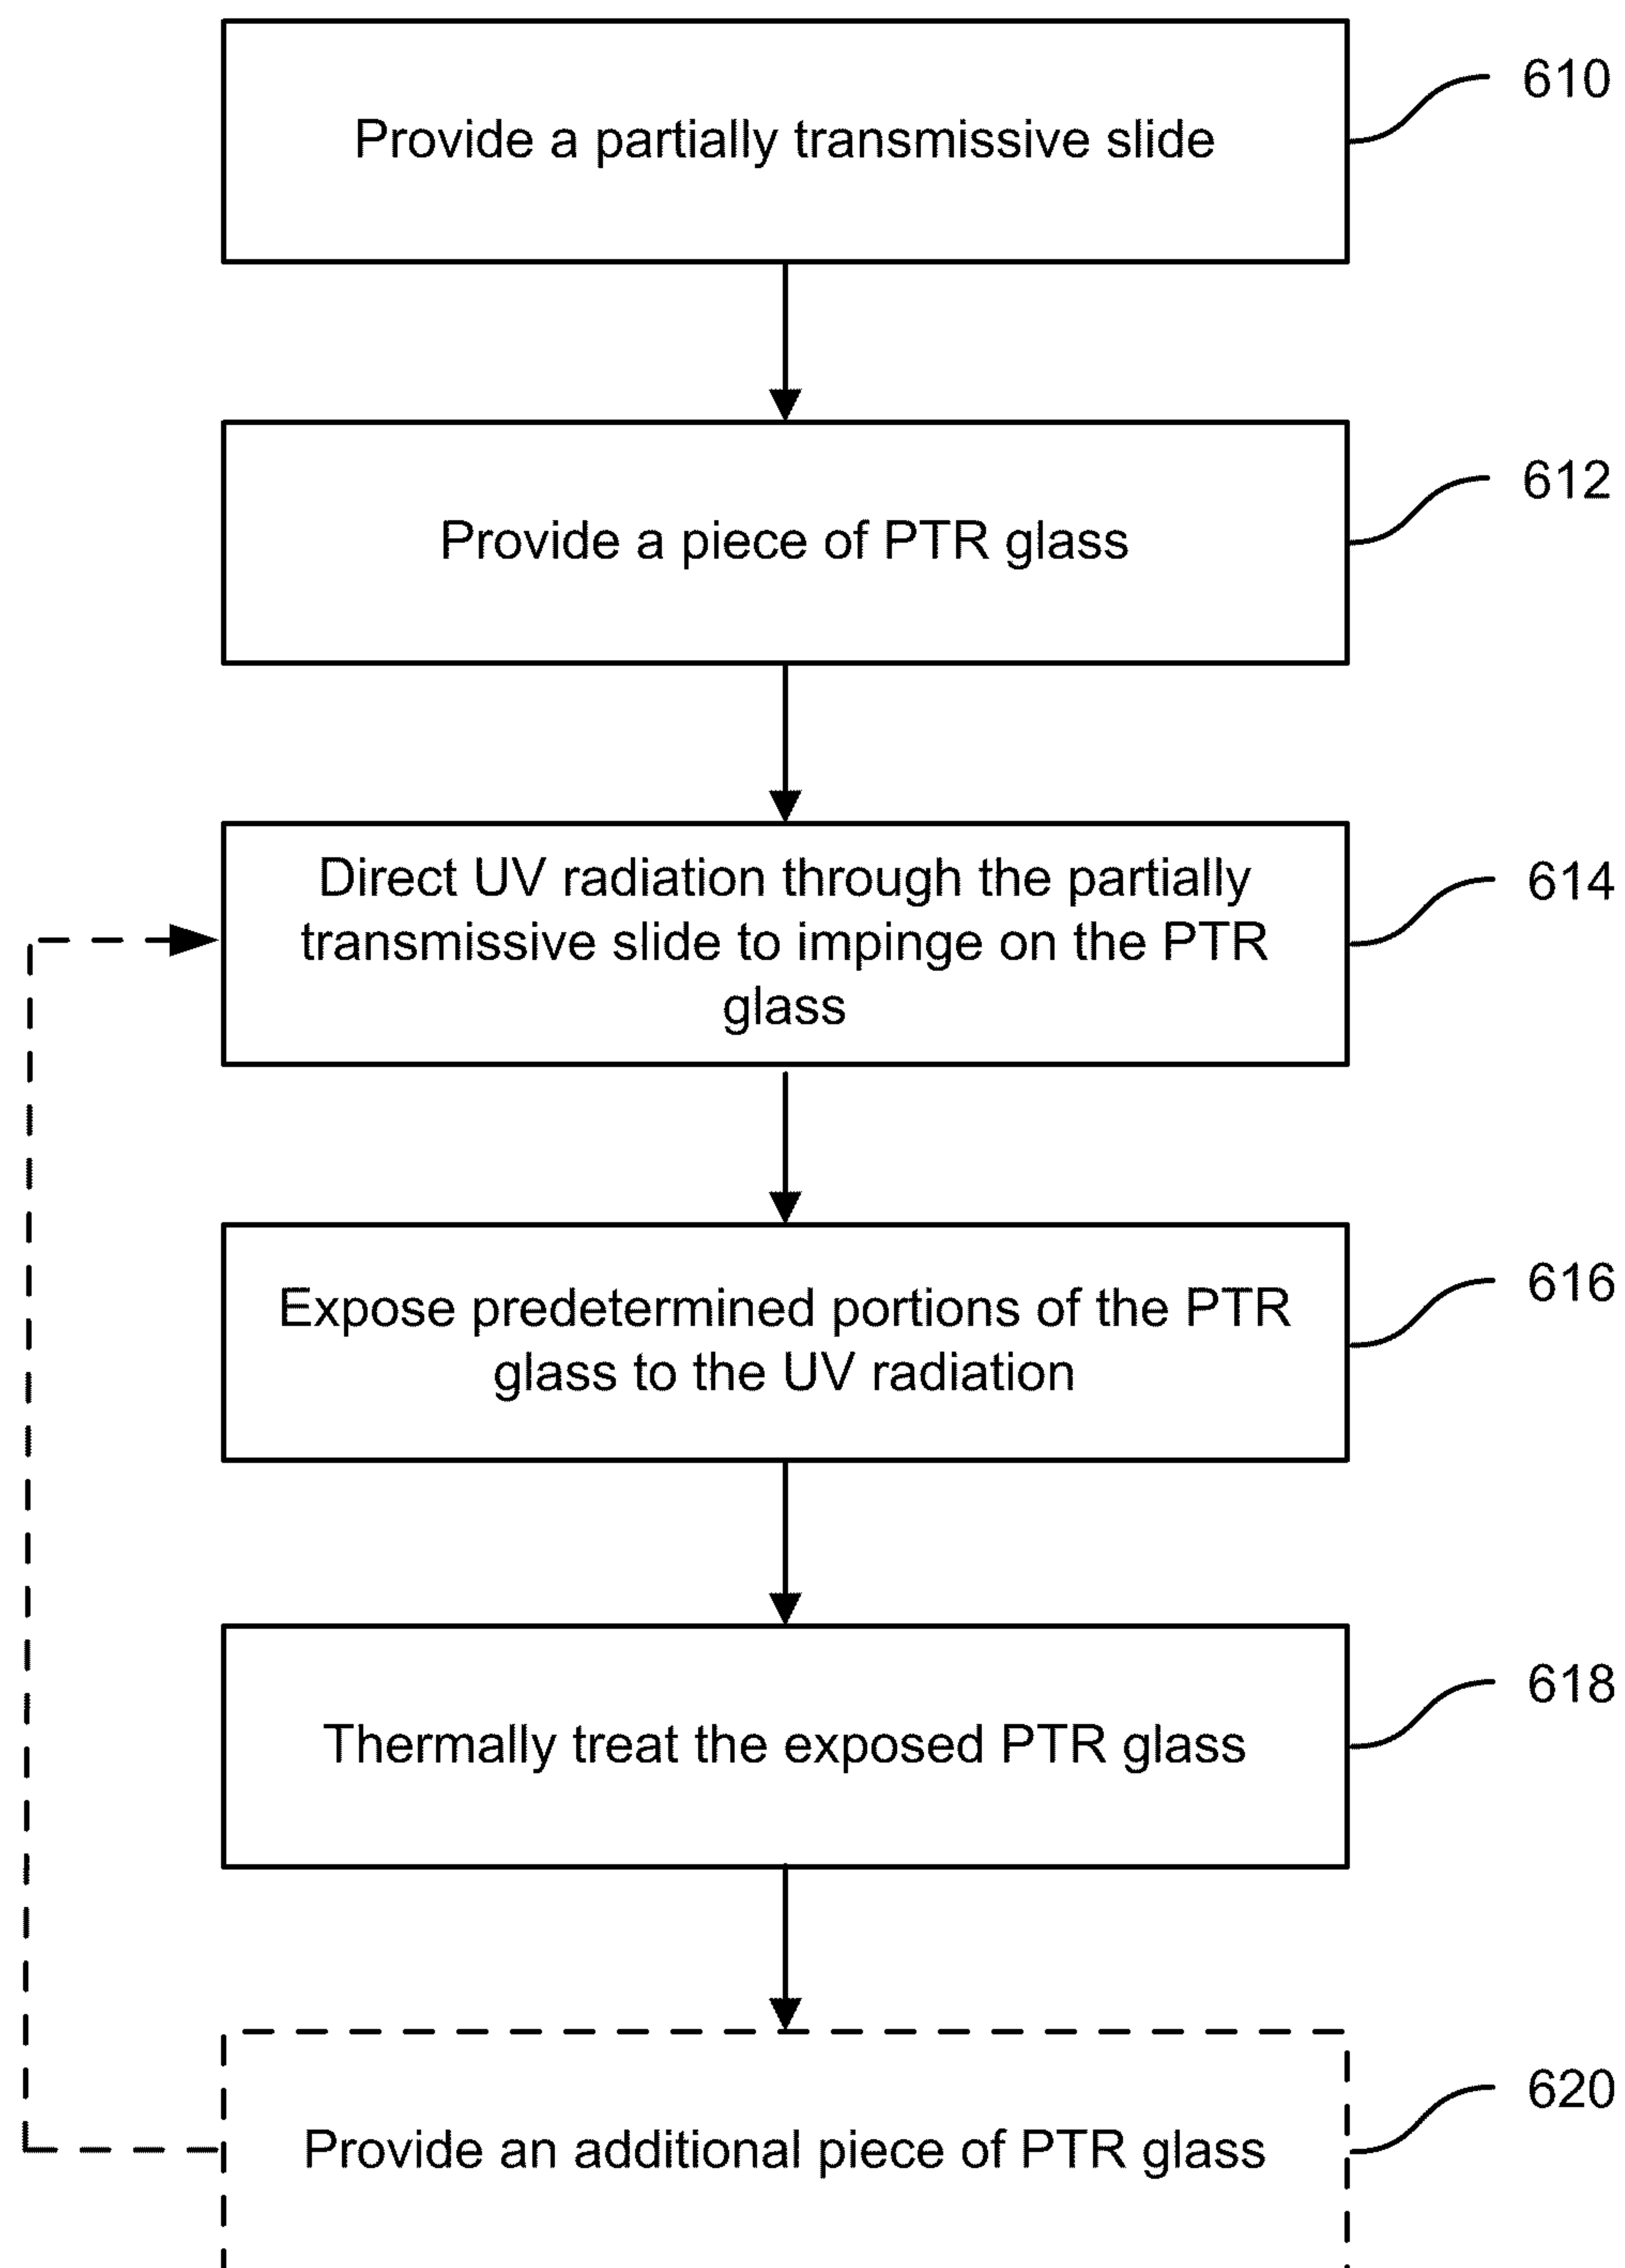 Provide a partially transmissive slide
610
Provide a piece of PTR glass
612
Direct UV radiation through the partially
transmissive slide to impinge on the PTR
glass
614
Expose predetermined portions of the PTR
glass to the UV radiation
616
Thermally treat the exposed PTR glass
618
Provide an additional piece of PTR glass
620